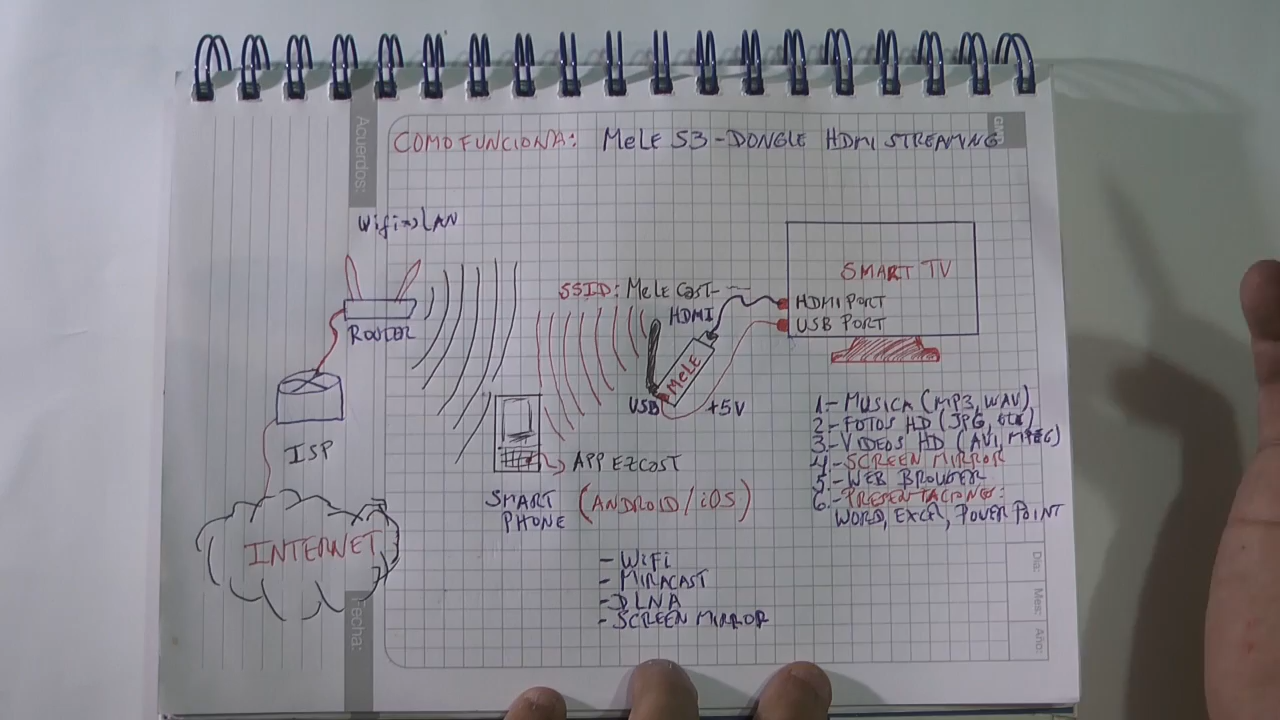 Acuerdos:
COMO FUNCIONA: MELE S3 - DONGLE HDMI STREAMING
Wifi => LAN
ROUTER
ISP
INTERNET
SSID: MELE CAST-
HDMI
MELE
USB
+5V
SMART TV
HDMI PORT
USB PORT
APP EZCAST
SMART PHONE
(ANDROID/iOS)
1.- MUSICA (MP3, WAV)
2.- FOTOS HD (JPG, etc)
3.- VIDEOS HD (AVI, MPEG)
4.- SCREEN MIRROR
5.- WEB BROWSER
6.- PRESENTACIONES:
WORD, EXCEL, POWER POINT
- WIFI
- MIRACAST
- DLNA
- SCREEN MIRROR
Fecha:
Dia:
Mes:
Año: